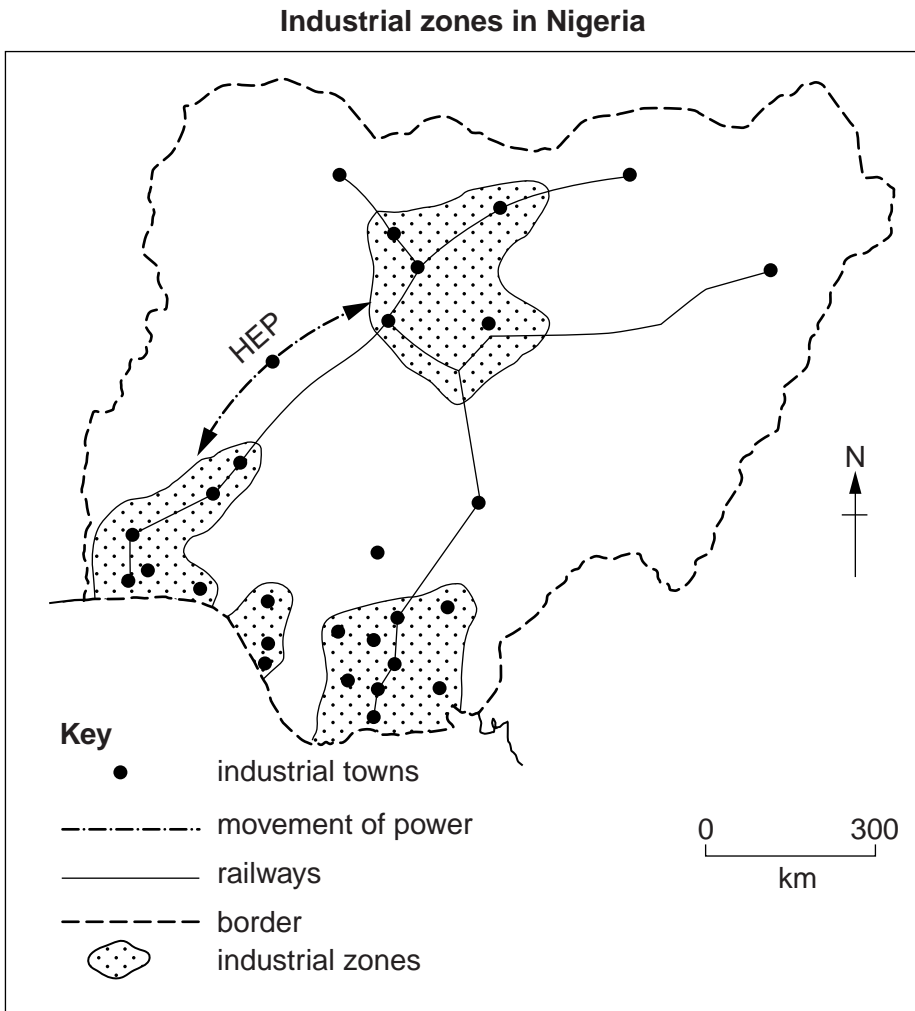 Industrial zones in Nigeria
HEP
N
Key
industrial towns
movement of power
railways
border
industrial zones
0 300
km